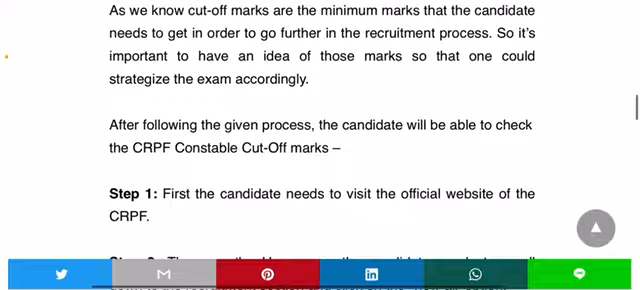 As we know cut-off marks are the minimum marks that the candidate
needs to get in order to go further in the recruitment process. So it's
important to have an idea of those marks so that one could
strategize the exam accordingly.
After following the given process, the candidate will be able to check
the CRPF Constable Cut-Off marks –
Step 1: First the candidate needs to visit the official website of the
CRPF.